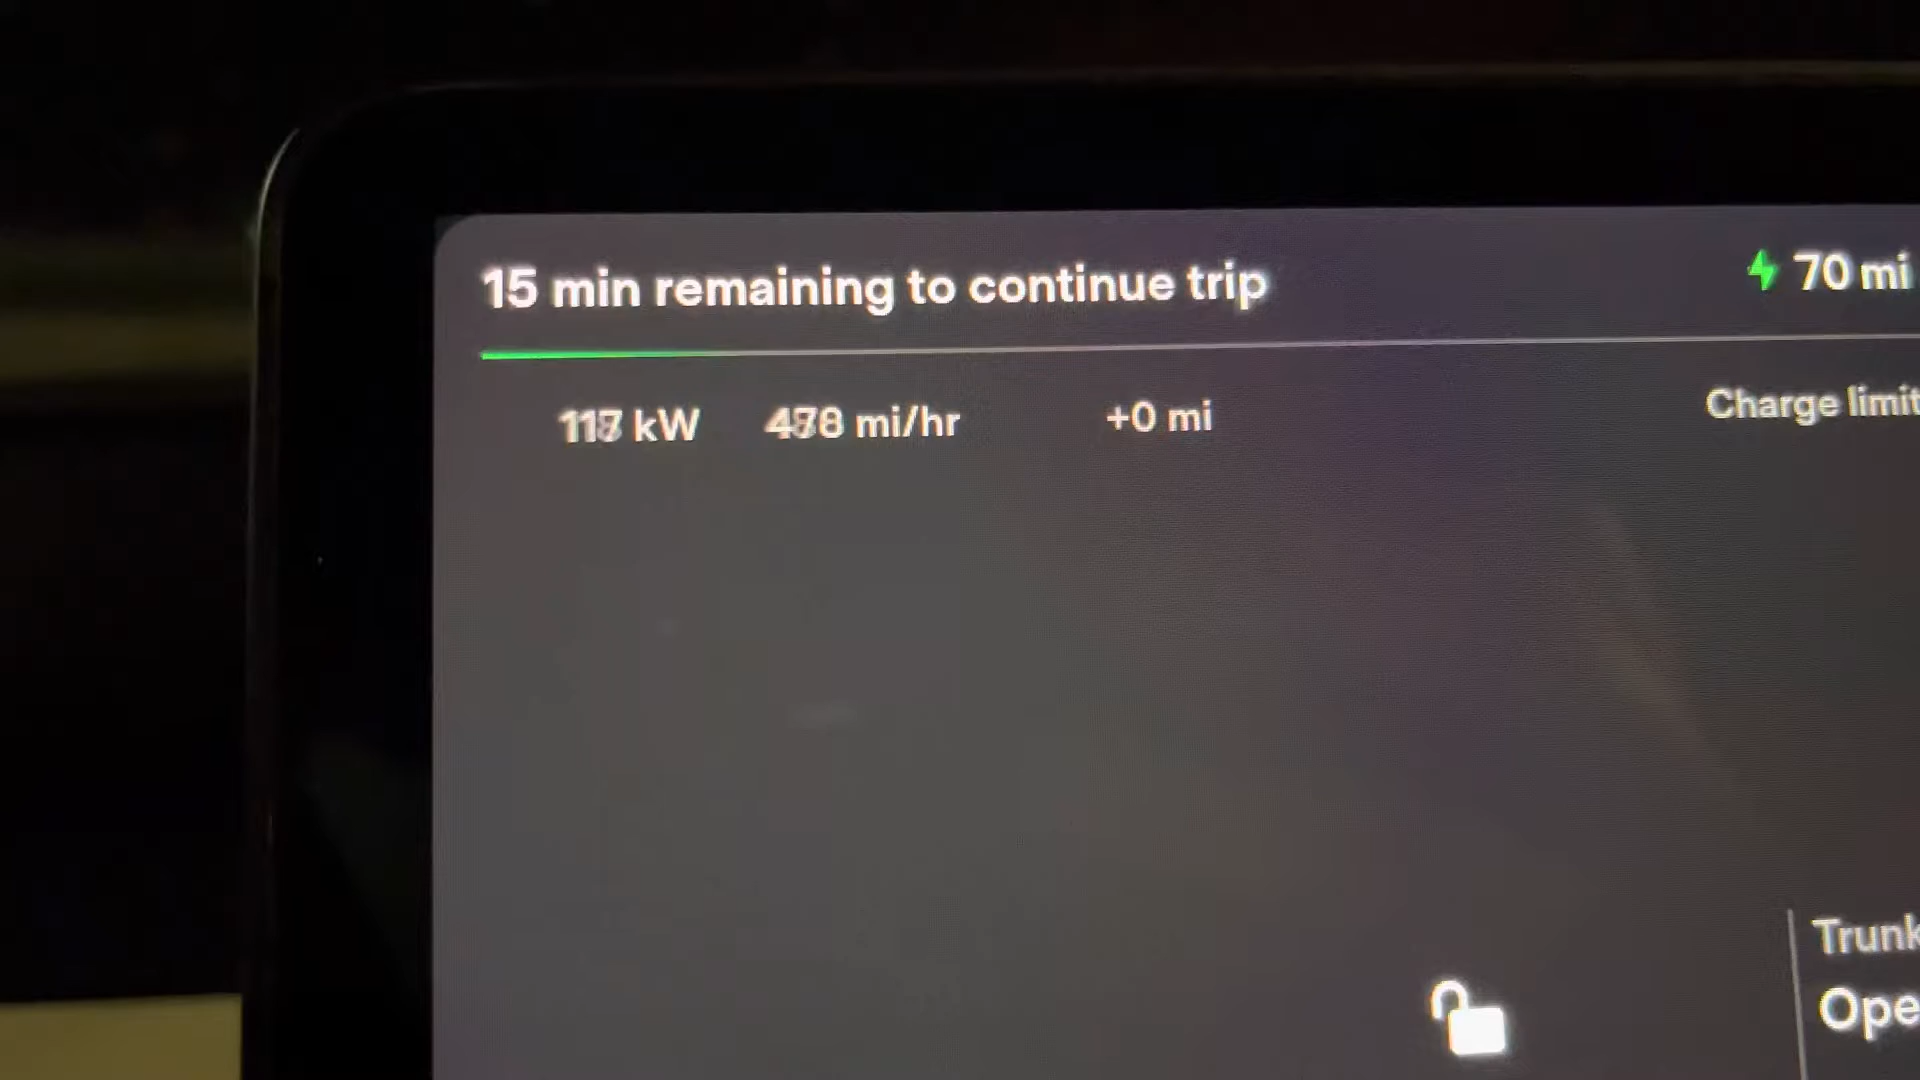 15 min remaining to continue trip
70 mi
kW
mi/hr
+0 mi
Charge limit
Trunk
Ope